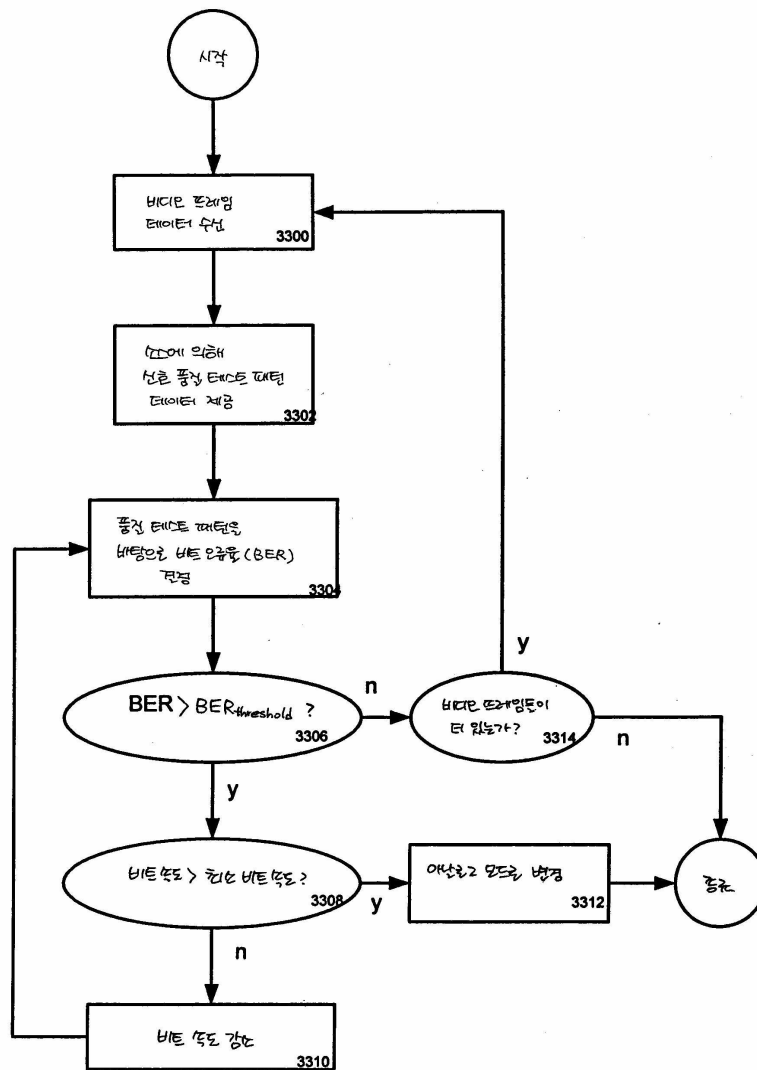 시작
비디오 프레임
데이터 수신
3300
소스에 의해
신호 품질 테스트 패턴
데이터 제공
3302
품질 테스트 패턴을
바탕으로 비트 오류율 (BER)
결정
3304
BER > BERthreshold ?
3306
n
y
비디오 프레임들이
더 있는가?
3314
y
n
비트 속도 > 최소 비트 속도?
3308
y
n
아날로그 모드로 변경
3312
종료
비트 속도 감소
3310